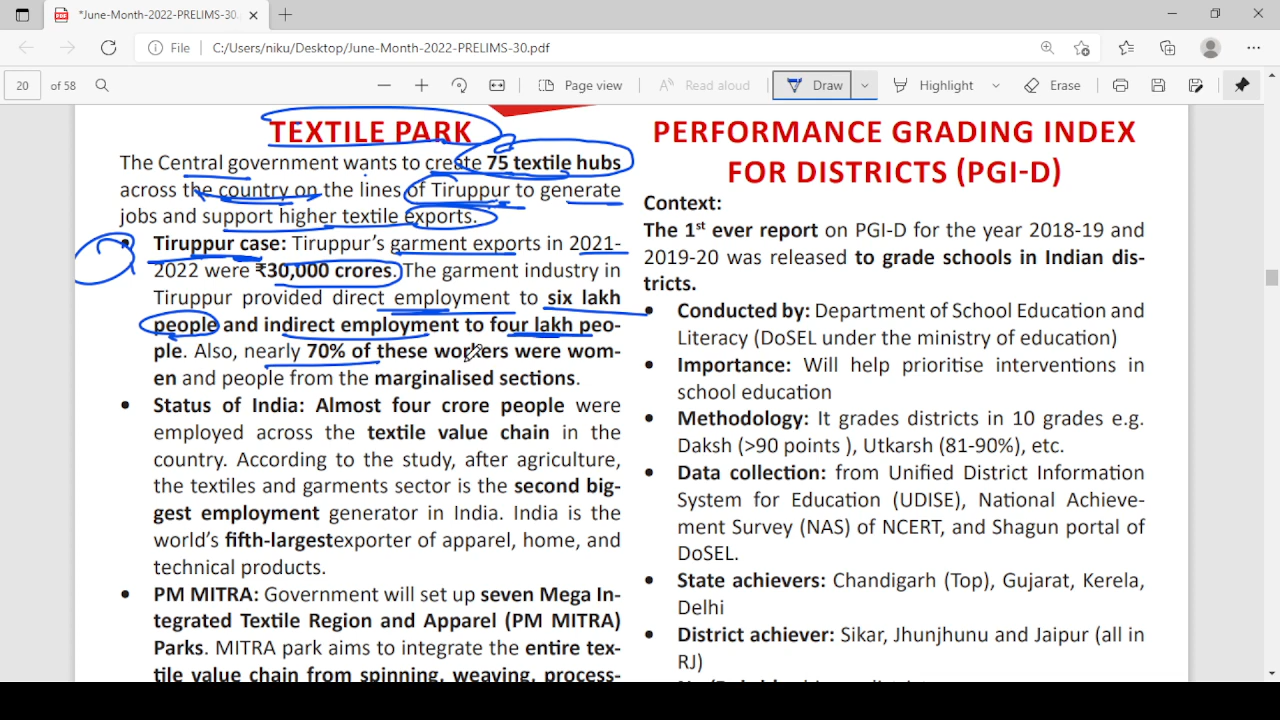 *June-Month-2022-PRELIMS-30.
File C:/Users/niku/Desktop/June-Month-2022-PRELIMS-30.pdf
20 of 58 Page view Read aloud Draw Highlight Erase
TEXTILE PARK
The Central government wants to create 75 textile hubs
across the country on the lines of Tiruppur to generate
jobs and support higher textile exports.
• Tiruppur case: Tiruppur's garment exports in 2021-
2022 were ₹30,000 crores. The garment industry in
Tiruppur provided direct employment to six lakh
people and indirect employment to four lakh peo-
ple. Also, nearly 70% of these workers were wom-
en and people from the marginalised sections.
• Status of India: Almost four crore people were
employed across the textile value chain in the
country. According to the study, after agriculture,
the textiles and garments sector is the second big-
gest employment generator in India. India is the
world's fifth-largestexporter of apparel, home, and
technical products.
• PM MITRA: Government will set up seven Mega In-
tegrated Textile Region and Apparel (PM MITRA)
Parks. MITRA park aims to integrate the entire tex-
tile value chain from spinning, weaving, process-
PERFORMANCE GRADING INDEX
FOR DISTRICTS (PGI-D)
Context:
The 1st ever report on PGI-D for the year 2018-19 and
2019-20 was released to grade schools in Indian dis-
tricts.
• Conducted by: Department of School Education and
Literacy (DoSEL under the ministry of education)
• Importance: Will help prioritise interventions in
school education
• Methodology: It grades districts in 10 grades e.g.
Daksh (>90 points ), Utkarsh (81-90%), etc.
• Data collection: from Unified District Information
System for Education (UDISE), National Achieve-
ment Survey (NAS) of NCERT, and Shagun portal of
DoSEL.
• State achievers: Chandigarh (Top), Gujarat, Kerela,
Delhi
• District achiever: Sikar, Jhunjhunu and Jaipur (all in
RJ)